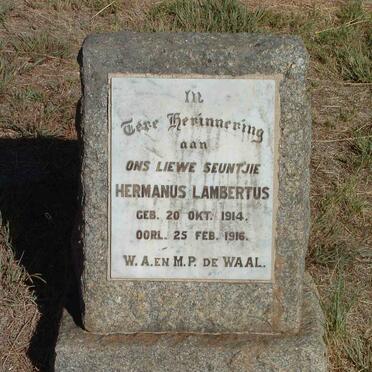 In
Tere Herinnering
aan
ONS LIEWE SEUNTJIE
HERMANUS LAMBERTUS
GEB. 20 OKT. 1914.
OORL. 25 FEB. 1916.
W. A. EN M. P. DE WAAL.